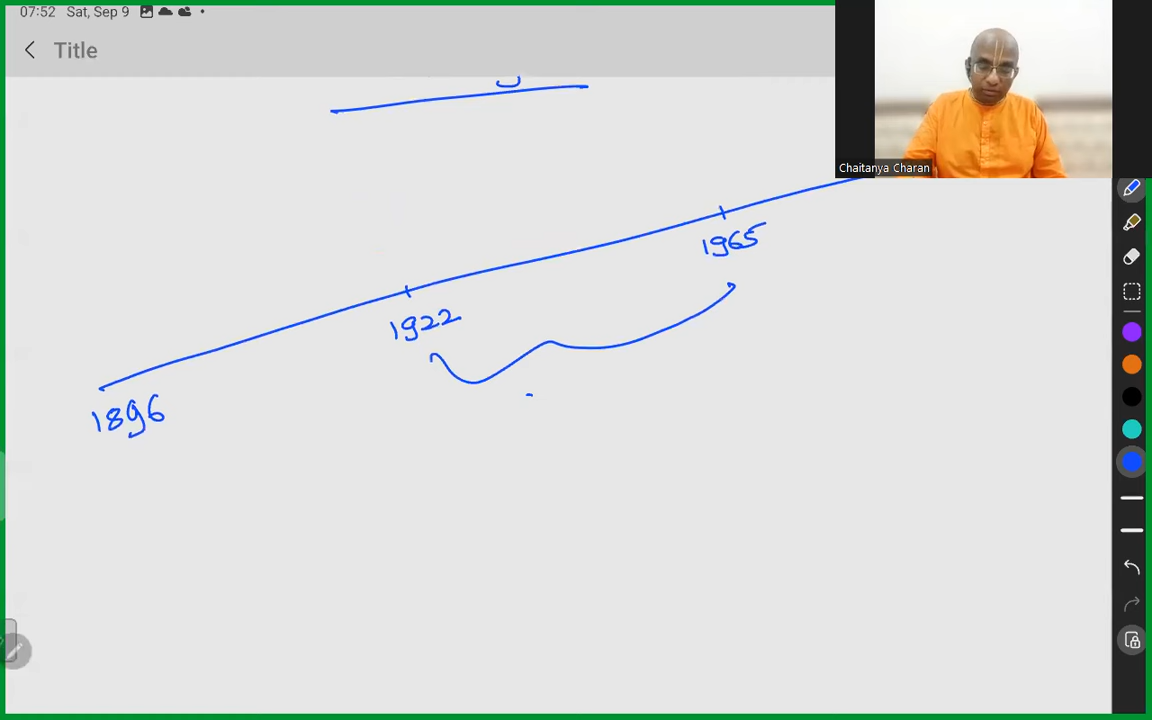 07:52 Sat, Sep 9
Title
Chaitanya Charan
1965
1922
1896